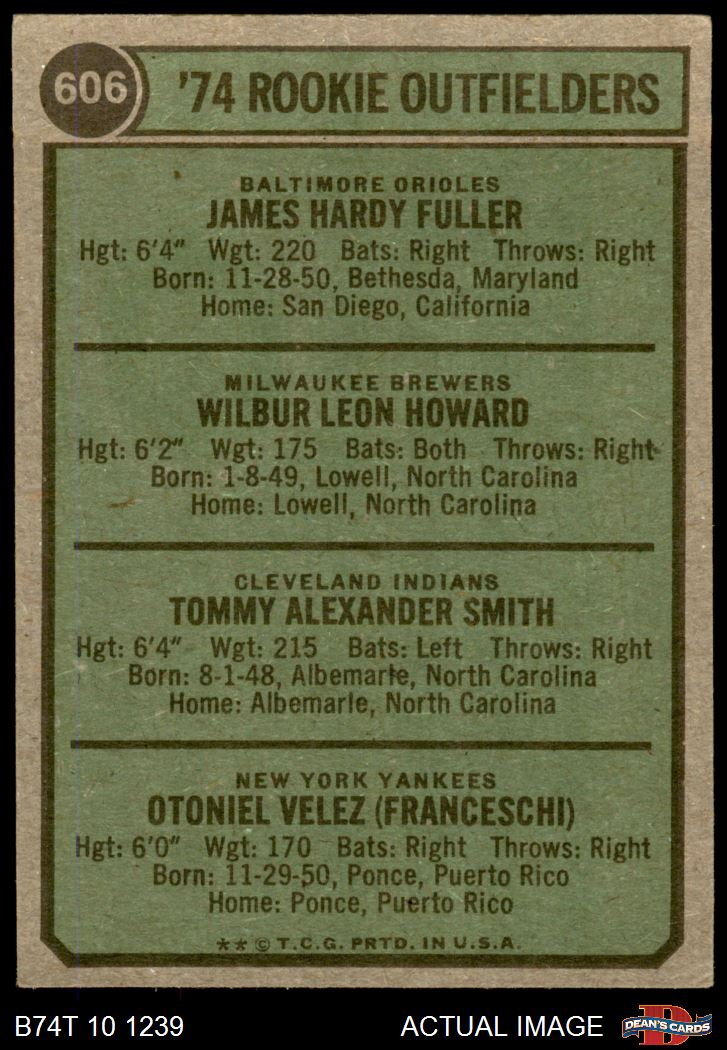 606
'74 ROOKIE OUTFIELDERS
BALTIMORE ORIOLES
JAMES HARDY FULLER
Hgt: 6'4" Wgt: 220 Bats: Right Throws: Right
Born: 11-28-50, Bethesda, Maryland
Home: San Diego, California
MILWAUKEE BREWERS
WILBUR LEON HOWARD
Hgt: 6'2" Wgt: 175 Bats: Both Throws: Right
Born: 1-8-49, Lowell, North Carolina
Home: Lowell, North Carolina
CLEVELAND INDIANS
TOMMY ALEXANDER SMITH
Hgt: 6'4" Wgt: 215 Bats: Left Throws: Right
Born: 8-1-48, Albemarle, North Carolina
Home: Albemarle, North Carolina
NEW YORK YANKEES
OTONIEL VELEZ (FRANCESCHI)
Hgt: 6'0" Wgt: 170 Bats: Right Throws: Right
Born: 11-29-50, Ponce, Puerto Rico
Home: Ponce, Puerto Rico
** © T.C.G. PRTD. IN U.S.A.
B74T 10 1239
ACTUAL IMAGE
D
DEAN'S CARDS